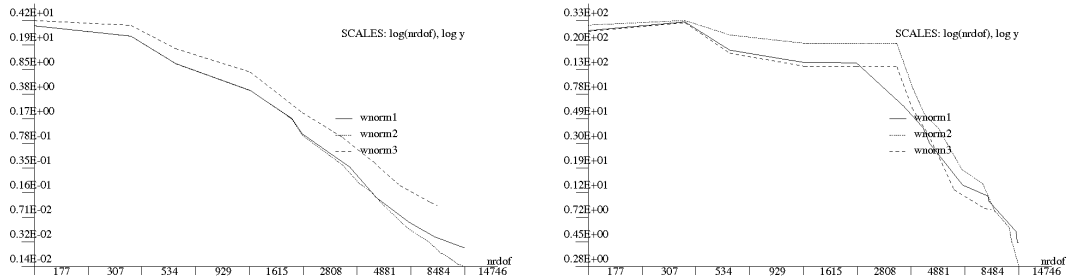 0.42E+01
0.19E+01
0.85E+00
0.38E+00
0.17E+00
0.78E-01
0.35E-01
0.16E-01
0.71E-02
0.32E-02
0.14E-02
SCALES: log(nrdof), log y
wnorm1
wnorm2
wnorm3
nrdof
177 307 534 929 1615 2808 4881 8484 14746
0.33E+02
0.20E+02
0.13E+02
0.78E+01
0.49E+01
0.30E+01
0.19E+01
0.12E+01
0.72E+00
0.45E+00
0.28E+00
SCALES: log(nrdof), log y
wnorm1
wnorm2
wnorm3
nrdof
177 307 534 929 1615 2808 4881 8484 14746